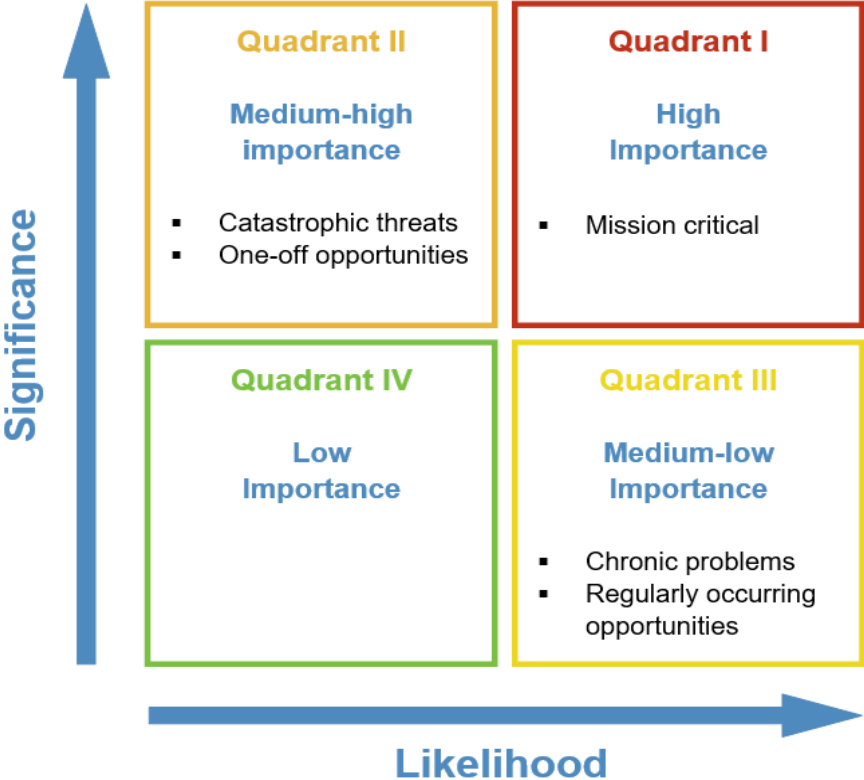 Significance
Quadrant II
Medium-high
importance
▪ Catastrophic threats
▪ One-off opportunities
Quadrant I
High
Importance
▪ Mission critical
Quadrant IV
Low
Importance
Quadrant III
Medium-low
Importance
▪ Chronic problems
▪ Regularly occurring
opportunities
Likelihood